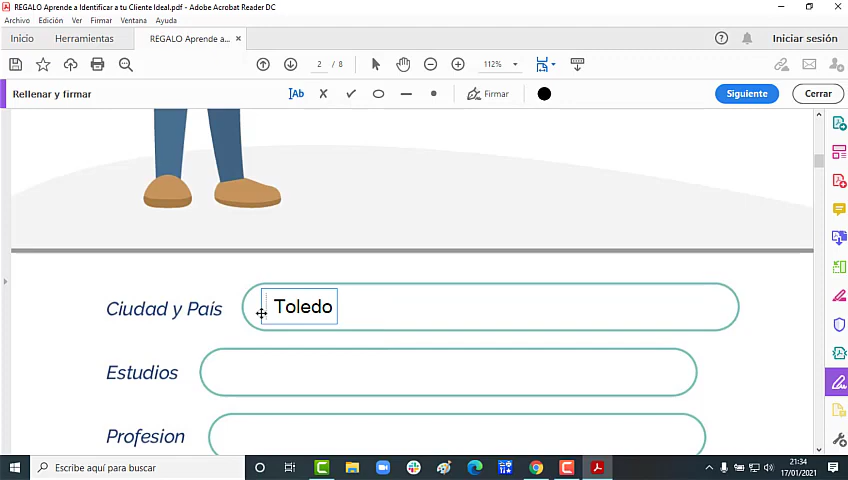 REGALO Aprende a Identificar a tu Cliente Ideal.pdf - Adobe Acrobat Reader DC
Archivo Edición Ver Firmar Ventana Ayuda
Inicio Herramientas REGALO Aprende a... × Iniciar sesión
2 / 8 112%
Rellenar y firmar Ab Firmar Siguiente Cerrar
Ciudad y País Toledo
Estudios
Profesion
Escribe aquí para buscar
21:34
17/01/2021